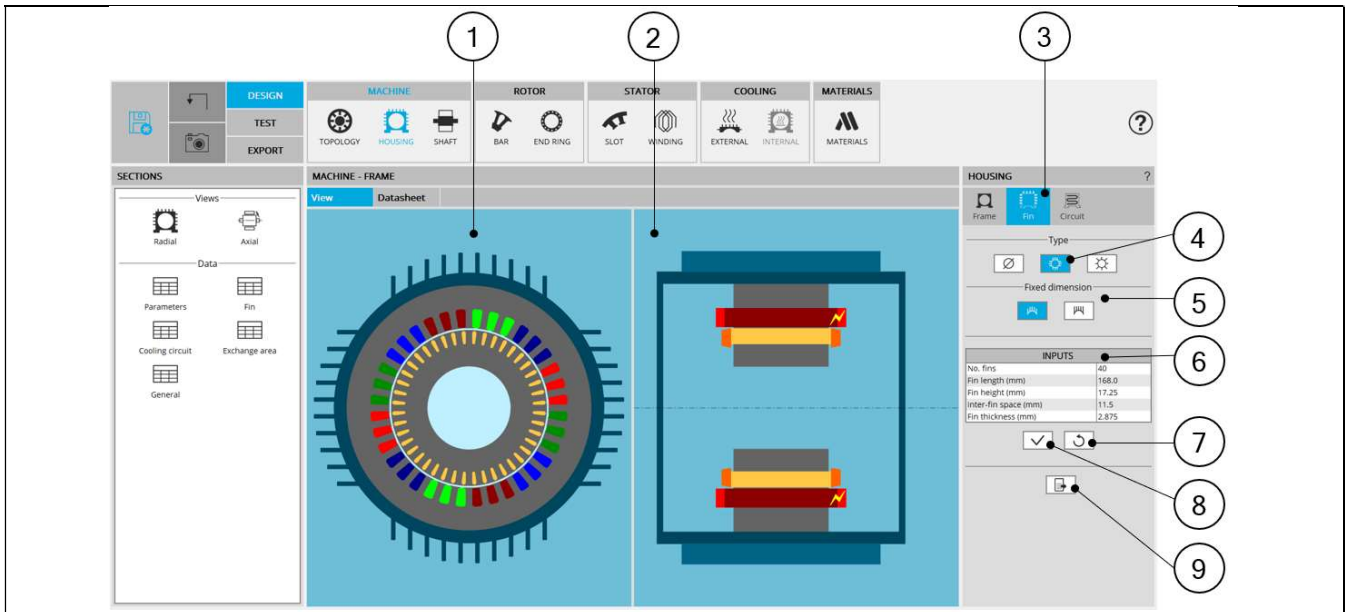 1
2
3
DESIGN
TEST
EXPORT
MACHINE
ROTOR
STATOR
COOLING
MATERIALS
TOPOLOGY
HOUSING
SHAFT
BAR
END RING
SLOT
WINDING
EXTERNAL
INTERNAL
MATERIALS
?
SECTIONS
Views
Radial
Axial
Data
Parameters
Fin
Cooling circuit
Exchange area
General
MACHINE - FRAME
View
Datasheet
HOUSING ?
Frame
Fin
Circuit
Type
4
Fixed dimension
5
INPUTS
6
No. fins 40
Fin length (mm) 168.0
Fin height (mm) 17.25
Inter-fin space (mm) 11.5
Fin thickness (mm) 2.875
7
8
9